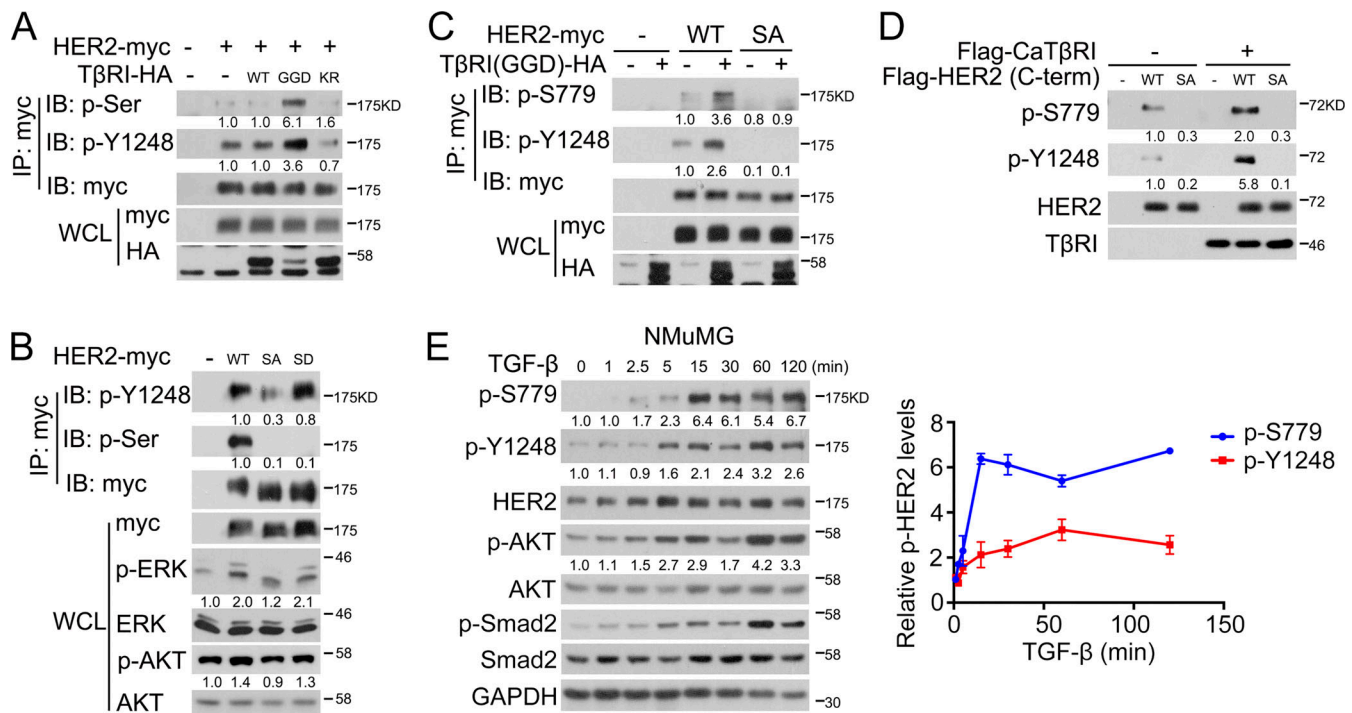 A
HER2-myc - + + + +
TβRI-HA - - WT GGD KR
IP: myc
IB: p-Ser 175KD
1.0 1.0 6.1 1.6
IB: p-Y1248 175
1.0 1.0 3.6 0.7
IB: myc 175
WCL
myc 175
HA 58
B
HER2-myc - WT SA SD
IP: myc
IB: p-Y1248 175KD
1.0 0.3 0.8
IB: p-Ser 175
1.0 0.1 0.1
IB: myc 175
WCL
myc 175
p-ERK 46
1.0 2.0 1.2 2.1
ERK 46
p-AKT 58
1.0 1.4 0.9 1.3
AKT 58
C
HER2-myc - WT SA
TβRI(GGD)-HA - + - + - +
IP: myc
IB: p-S779 175KD
1.0 3.6 0.8 0.9
IB: p-Y1248 175
1.0 2.6 0.1 0.1
IB: myc 175
WCL
myc 175
HA 58
D
Flag-CaTβRI - +
Flag-HER2 (C-term) - WT SA - WT SA
p-S779 72KD
1.0 0.3 2.0 0.3
p-Y1248 72
1.0 0.2 5.8 0.1
HER2 72
TβRI 46
E
NMuMG
TGF-β 0 1 2.5 5 15 30 60 120 (min)
p-S779 175KD
1.0 1.0 1.7 2.3 6.4 6.1 5.4 6.7
p-Y1248 175
1.0 1.1 0.9 1.6 2.1 2.4 3.2 2.6
HER2 175
p-AKT 58
1.0 1.1 1.5 2.7 2.9 1.7 4.2 3.3
AKT 58
p-Smad2 58
Smad2 58
GAPDH 30
Relative p-HER2 levels
8
6
4
2
0
0 50 100 150
TGF-β (min)
p-S779
p-Y1248